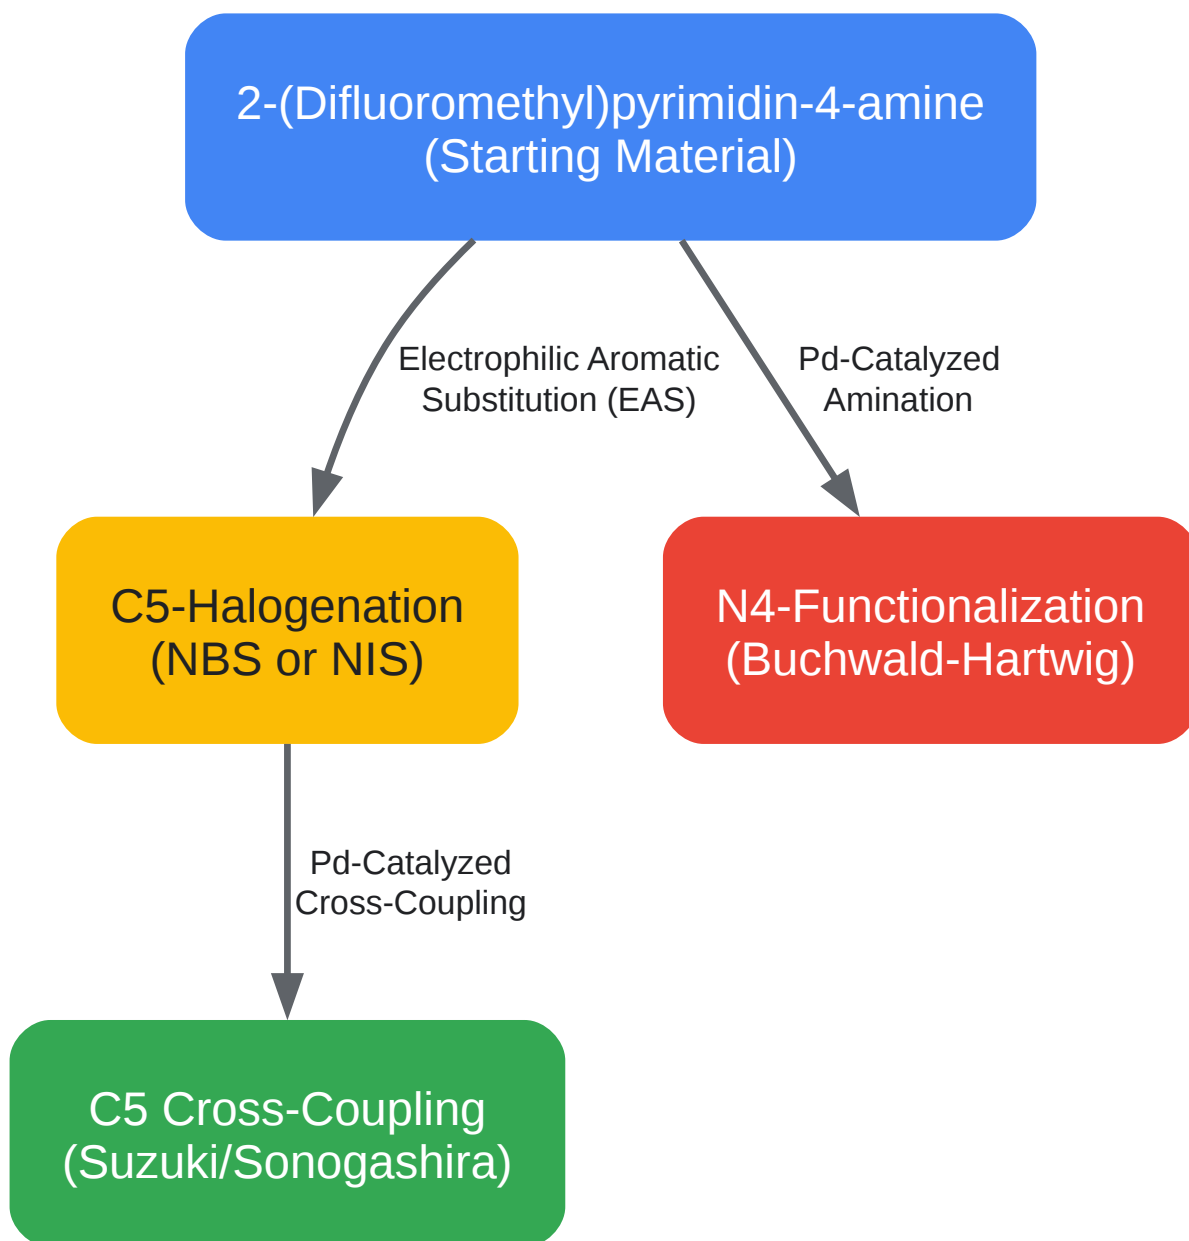 2-(Difluoromethyl)pyrimidin-4-amine
(Starting Material)
Electrophilic Aromatic
Substitution (EAS)
Pd-Catalyzed
Amination
C5-Halogenation
(NBS or NIS)
N4-Functionalization
(Buchwald-Hartwig)
Pd-Catalyzed
Cross-Coupling
C5 Cross-Coupling
(Suzuki/Sonogashira)